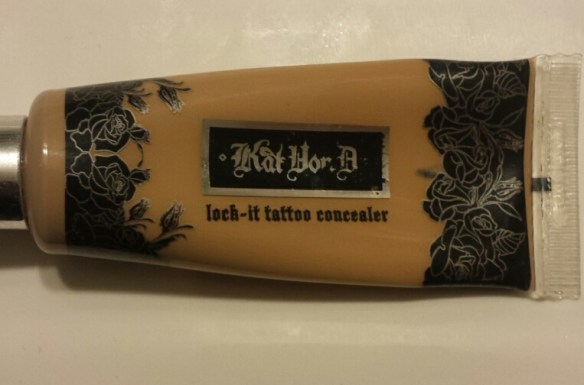 Kat Von D
lock-it tattoo concealer